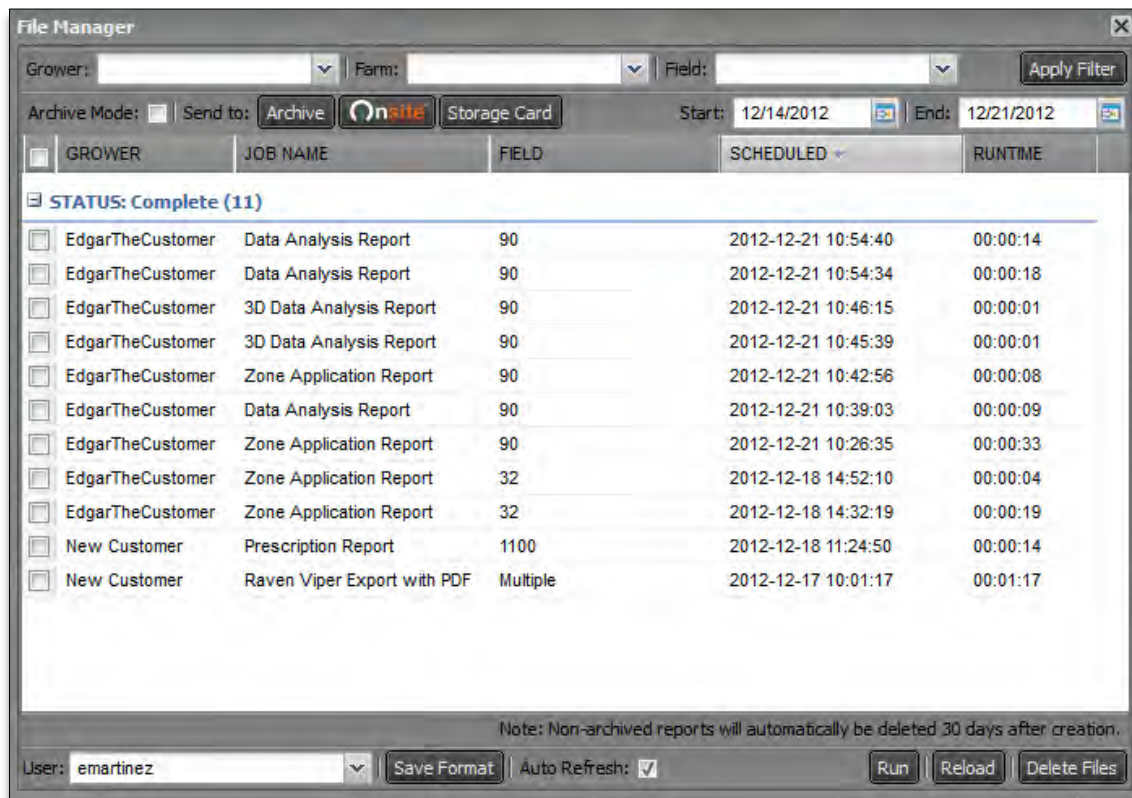 File Manager
Grower: Farm: Field: Apply Filter
Archive Mode: Send to: Archive Onsite Storage Card Start: 12/14/2012 End: 12/21/2012
GROWER JOB NAME FIELD SCHEDULED RUNTIME
STATUS: Complete (11)
EdgarTheCustomer Data Analysis Report 90 2012-12-21 10:54:40 00:00:14
EdgarTheCustomer Data Analysis Report 90 2012-12-21 10:54:34 00:00:18
EdgarTheCustomer 3D Data Analysis Report 90 2012-12-21 10:46:15 00:00:01
EdgarTheCustomer 3D Data Analysis Report 90 2012-12-21 10:45:39 00:00:01
EdgarTheCustomer Zone Application Report 90 2012-12-21 10:42:56 00:00:08
EdgarTheCustomer Data Analysis Report 90 2012-12-21 10:39:03 00:00:09
EdgarTheCustomer Zone Application Report 90 2012-12-21 10:26:35 00:00:33
EdgarTheCustomer Zone Application Report 32 2012-12-18 14:52:10 00:00:04
EdgarTheCustomer Zone Application Report 32 2012-12-18 14:32:19 00:00:19
New Customer Prescription Report 1100 2012-12-18 11:24:50 00:00:14
New Customer Raven Viper Export with PDF Multiple 2012-12-17 10:01:17 00:01:17
Note: Non-archived reports will automatically be deleted 30 days after creation.
User: emartinez Save Format Auto Refresh: Run Reload Delete Files